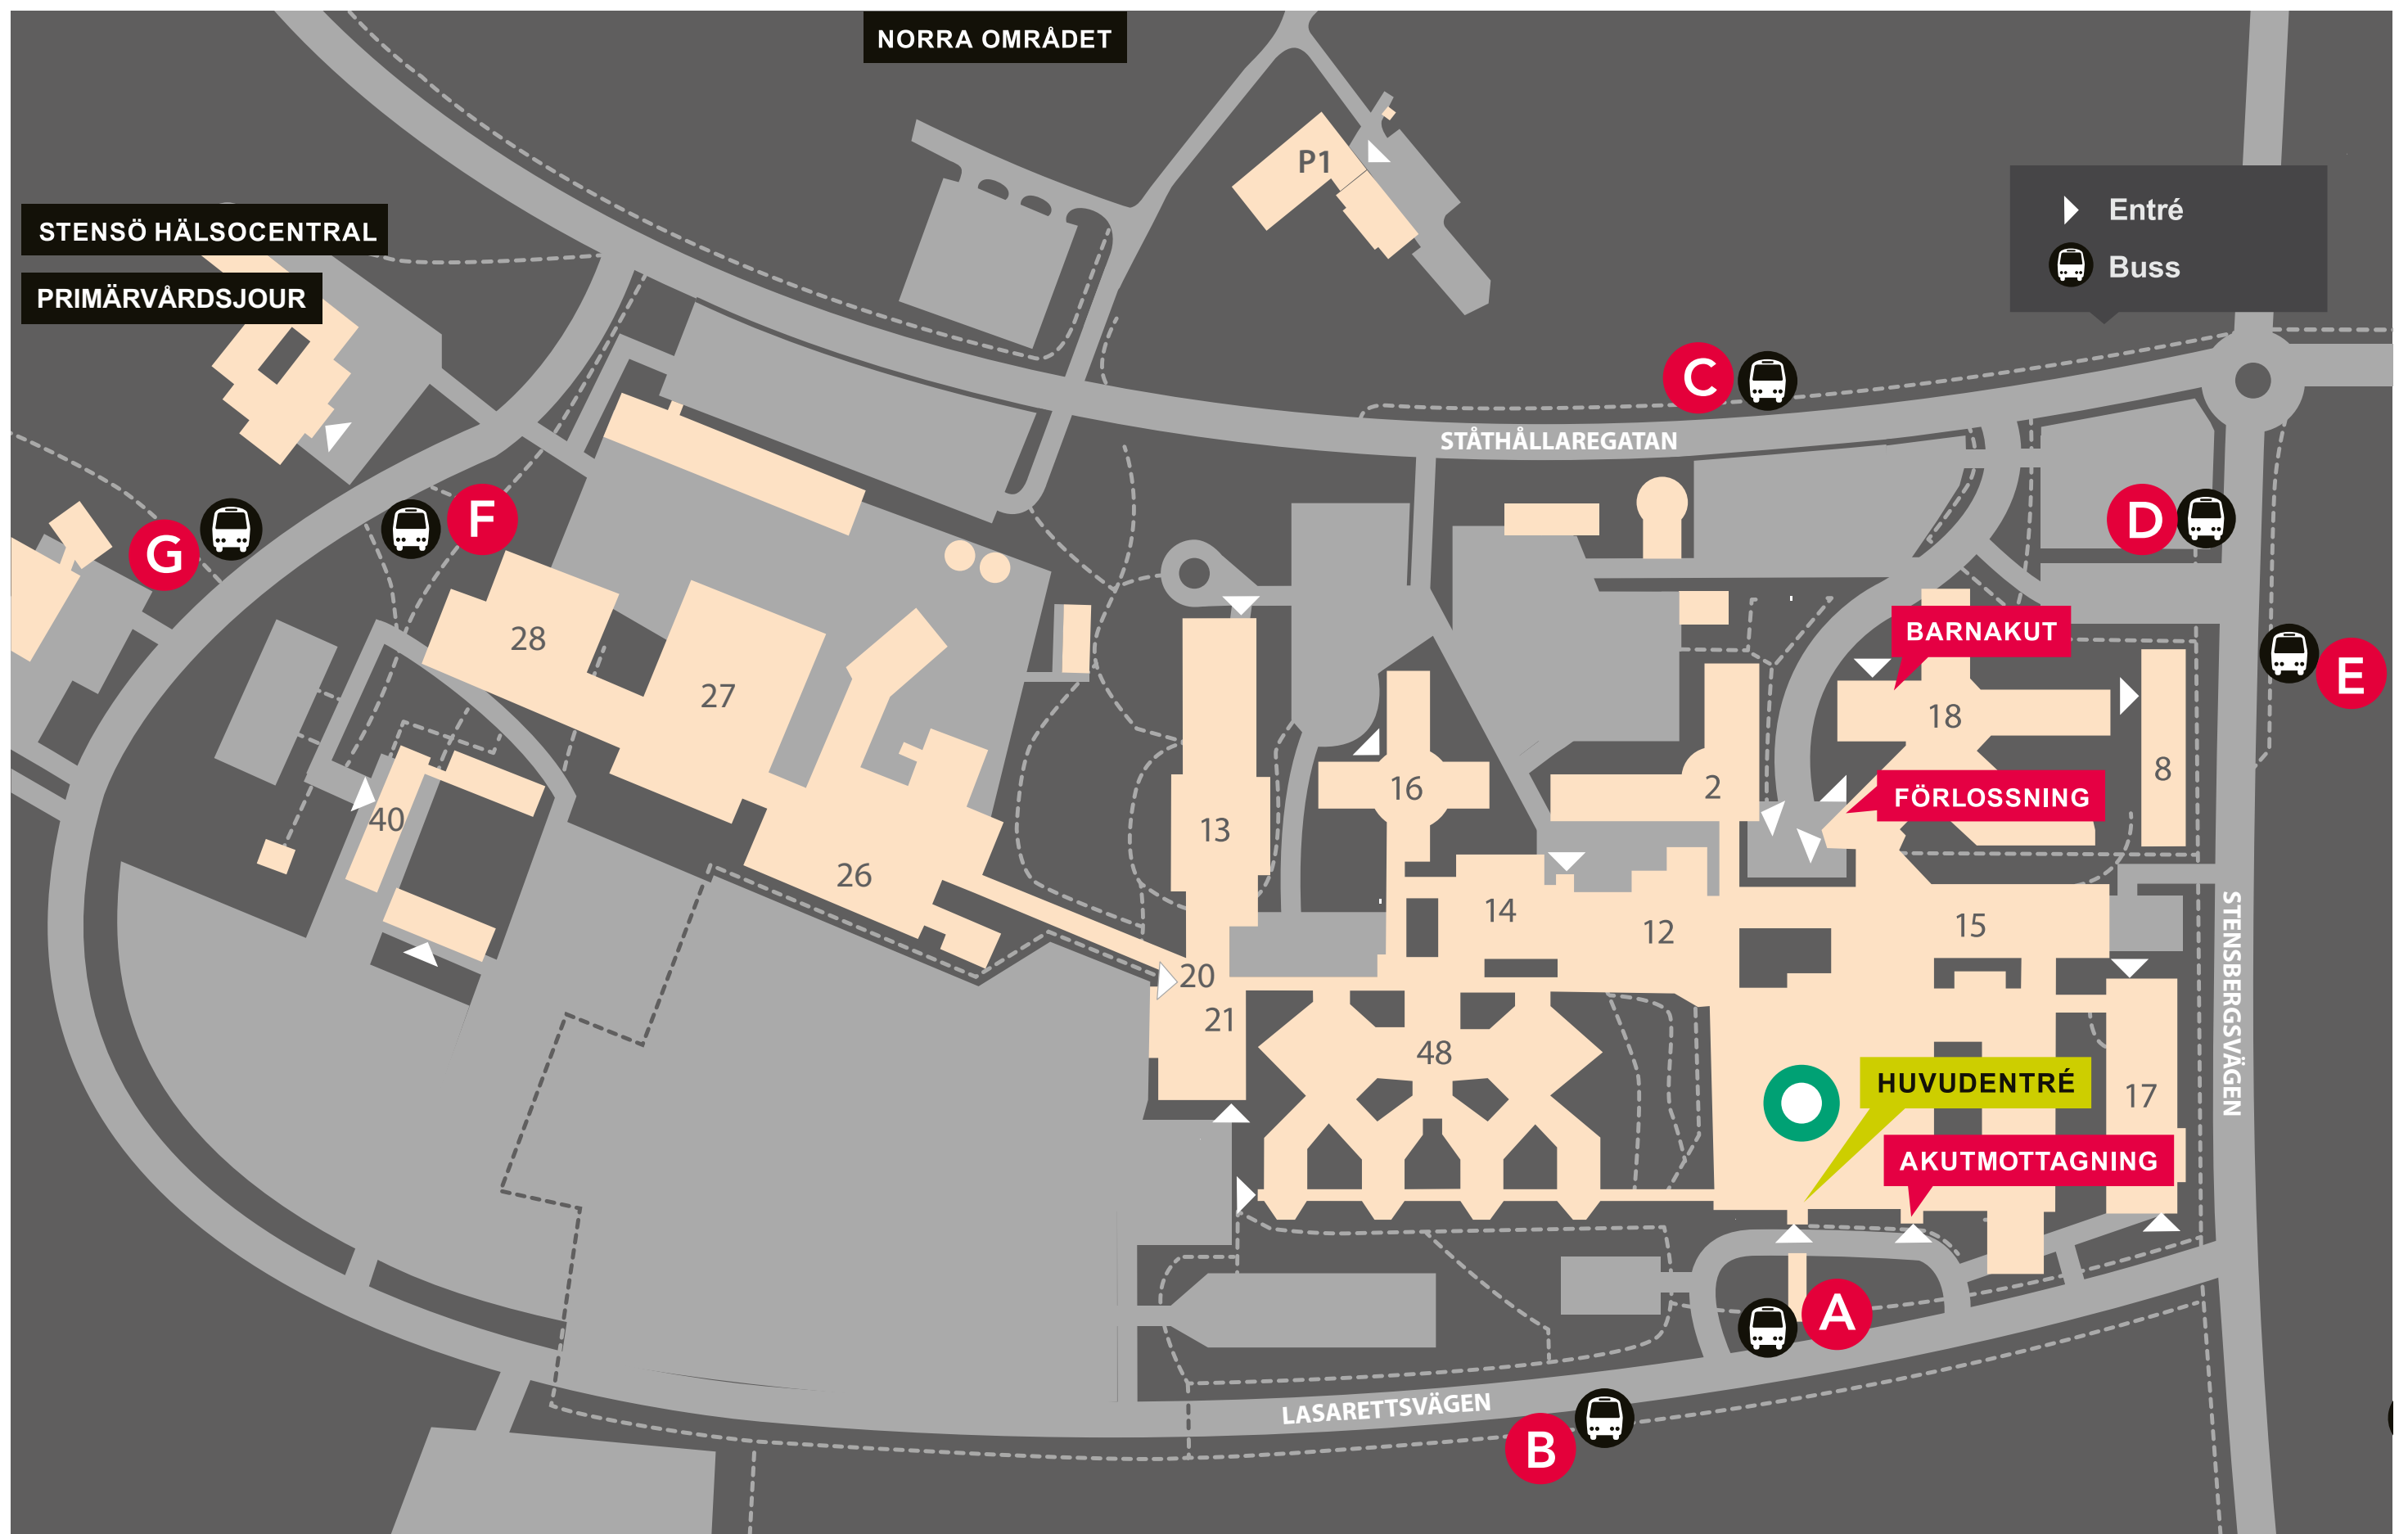 NORRA OMRÅDET
P1
STENSÖ HÄLSOCENTRAL
PRIMÄRVÅRDSJOUR
Entré
Buss
C
STÅTHÅLLAREGATAN
F
D
G
BARNAKUT
28
E
27
18
8
16
2
FÖRLOSSNING
40
13
26
14
12
15
STENSBERGSVÄGEN
20
21
48
HUVUDENTRÉ
17
AKUTMOTTAGNING
A
LASARETTSVÄGEN
B